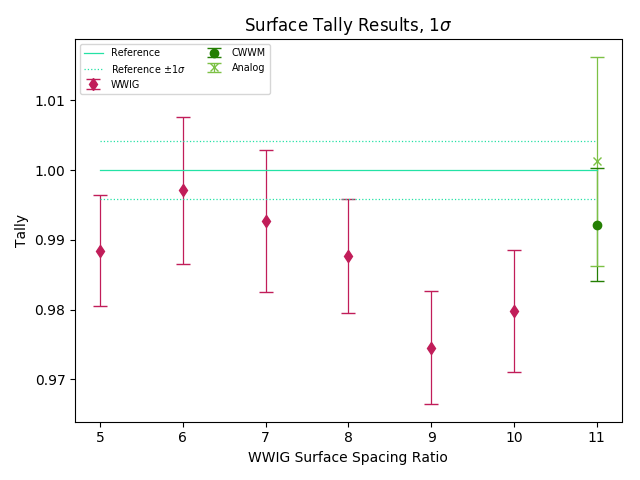 Surface Tally Results, 1σ
Reference
Reference ±1σ
WWIG
CWWM
Analog
1.01
1.00
0.99
0.98
0.97
Tally
5 6 7 8 9 10 11
WWIG Surface Spacing Ratio